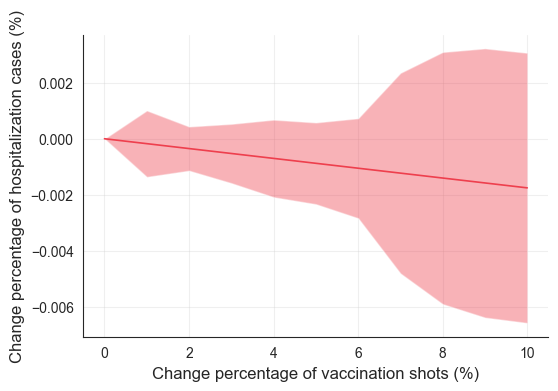 Change percentage of hospitalization cases (%)
0.002
0.000
−0.002
−0.004
−0.006
0 2 4 6 8 10
Change percentage of vaccination shots (%)